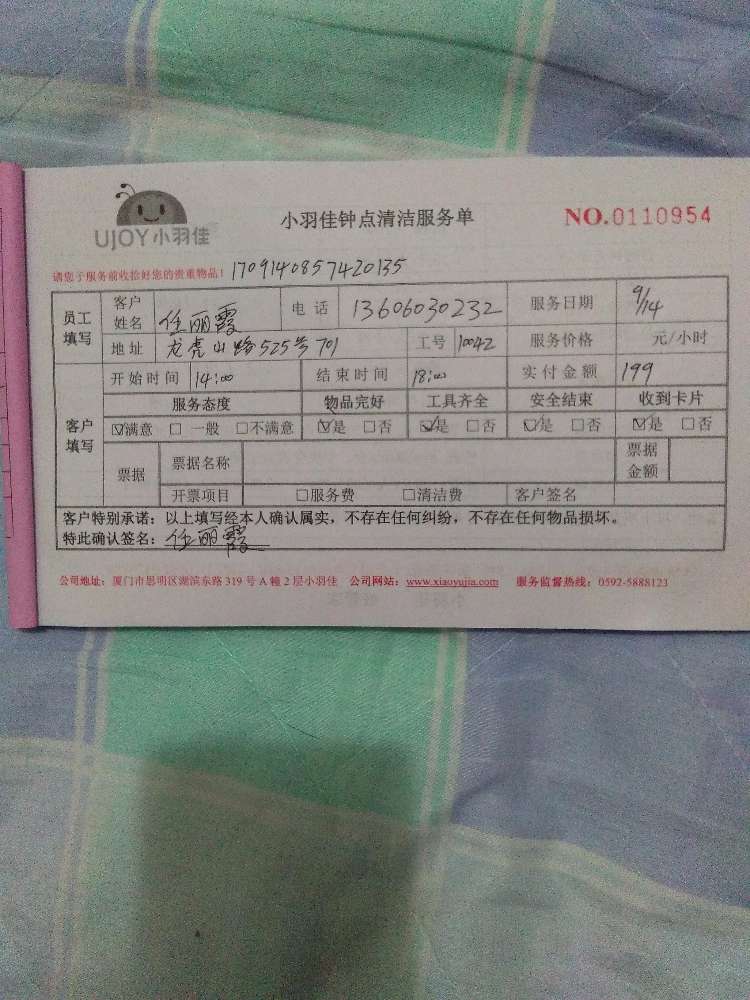 UJOY小羽佳
小羽佳钟点清洁服务单
NO.0110954
请您于服务前收拾好您的贵重物品! 1709140857420135
员工填写 客户姓名 任丽霞 电话 13606030232 服务日期 9/14
地址 龙虎山路525号701 工号 10042 服务价格 元/小时
客户填写 开始时间 14:00 结束时间 18:00 实付金额 199
服务态度 物品完好 工具齐全 安全结束 收到卡片
☑满意 □一般 □不满意 ☑是 □否 ☑是 □否 ☑是 □否 ☑是 □否
票据 票据名称 票据金额
开票项目 □服务费 □清洁费 客户签名
客户特别承诺：以上填写经本人确认属实，不存在任何纠纷，不存在任何物品损坏。
特此确认签名：任丽霞
公司地址：厦门市思明区湖滨东路319号A幢2层小羽佳 公司网站：www.xiaoyujia.com 服务监督热线：0592-5888123